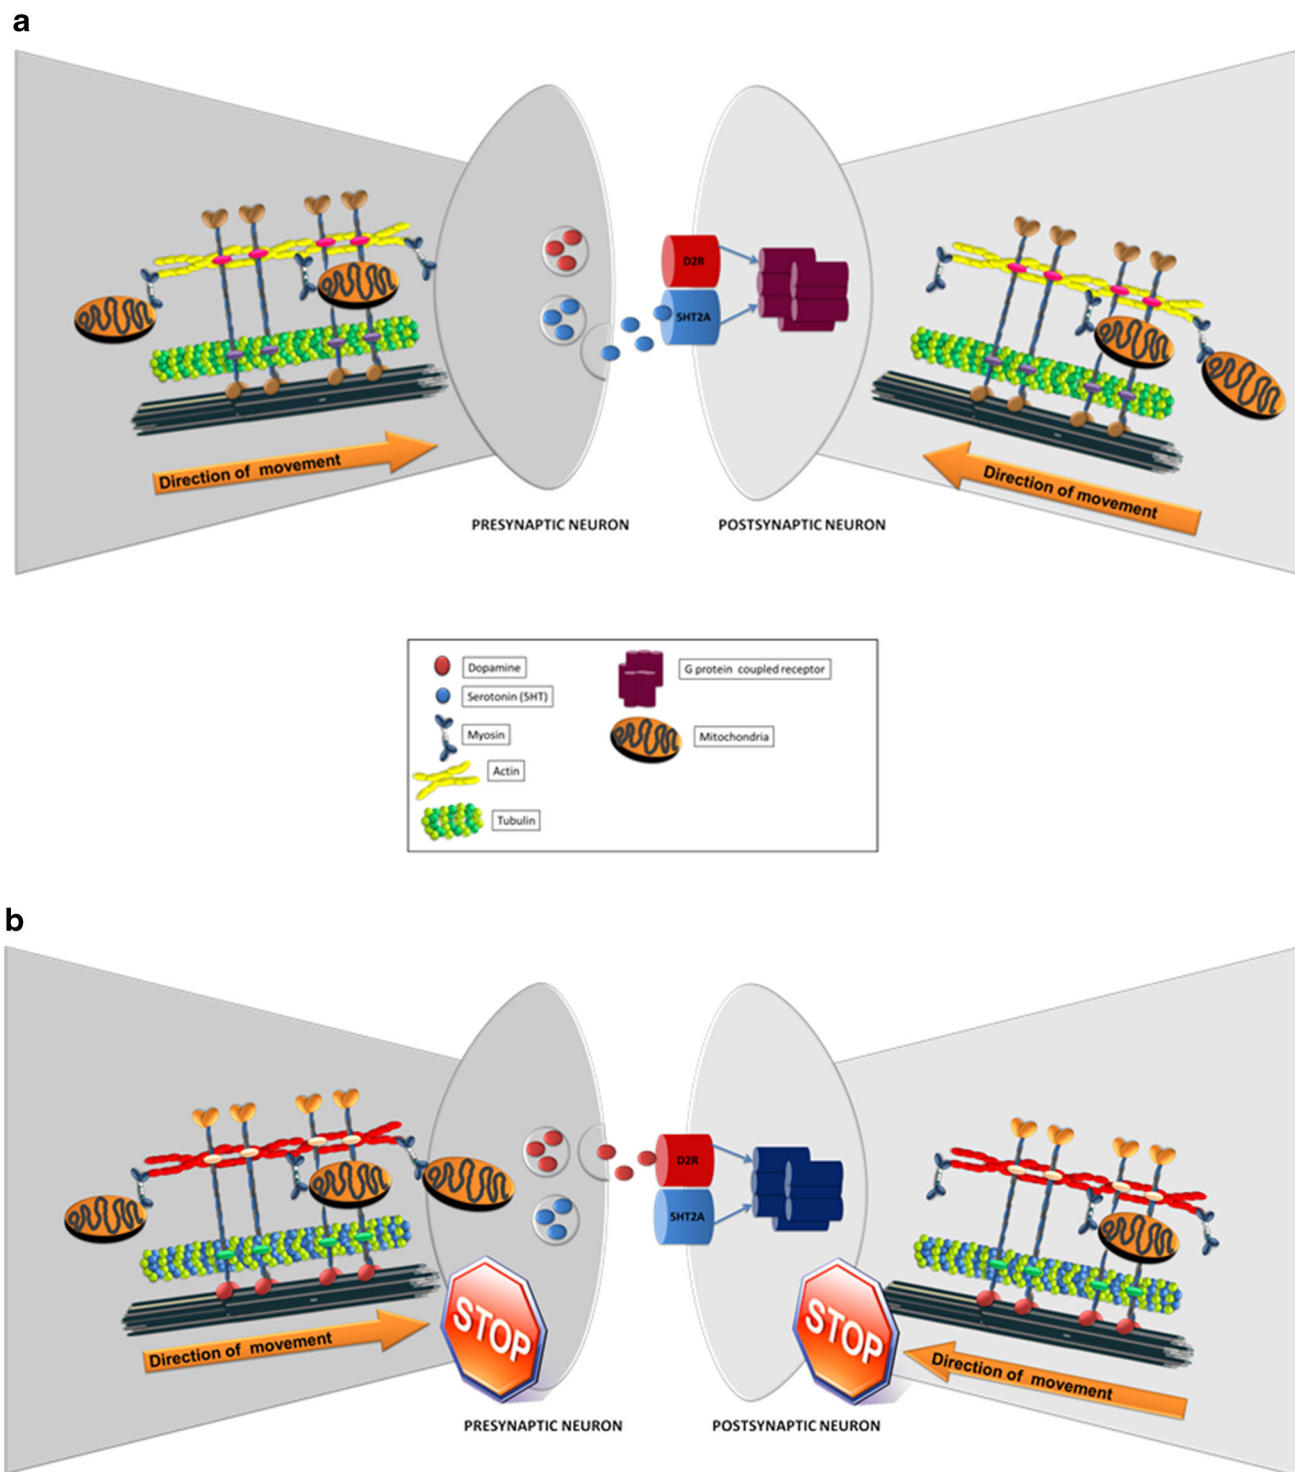 a
D2R
5HT2A
Direction of  movement
Direction of movement
PRESYNAPTIC NEURON
POSTSYNAPTIC NEURON
Dopamine
Serotonin (5HT)
Myosin
Actin
Tubulin
G protein  coupled receptor
Mitochondria
b
D2R
5HT2A
STOP
STOP
Direction of  movement
Direction of  movement
PRESYNAPTIC NEURON
POSTSYNAPTIC NEURON